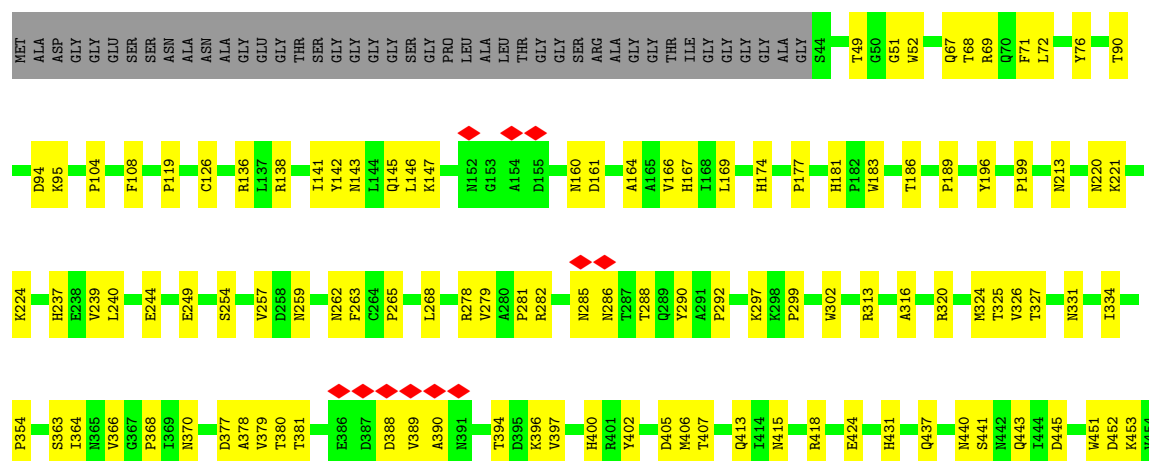 MET ALA ASP GLY GLY GLU SER SER ASN ALA ASN ALA GLY GLU GLY THR SER GLY GLY GLY GLY GLY SER GLY PRO LEU ALA LEU THR GLY GLY SER ARG ALA GLY GLY THR ILE GLY GLY GLY GLY ALA GLY S44 T49 G50 G51 W52 Q67 T68 R69 Q70 F71 L72 Y76 T90
D94 K95 P104 F108 P119 C126 R136 L137 R138 I141 Y142 N143 L144 Q145 L146 K147 N152 G153 A154 D155 N160 D161 A164 A165 V166 H167 I168 L169 H174 P177 H181 P182 W183 T186 P189 Y196 P199 N213 N220 K221
K224 H237 E238 V239 L240 E244 E249 S254 V257 D258 N259 N262 F263 C264 P265 L268 R278 V279 A280 P281 R282 N285 N286 T287 T288 Q289 Y290 A291 P292 K297 K298 P299 W302 R313 A316 R320 M324 T325 V326 T327 N331 I334
P354 S363 I364 N365 V366 G367 P368 I369 N370 D377 A378 V379 T380 T381 E386 D387 D388 V389 A390 N391 T394 D395 K396 V397 H400 R401 Y402 D405 M406 T407 Q413 I414 N415 R418 E424 H431 Q437 N440 S441 N442 Q443 I444 D445 W451 D452 K453